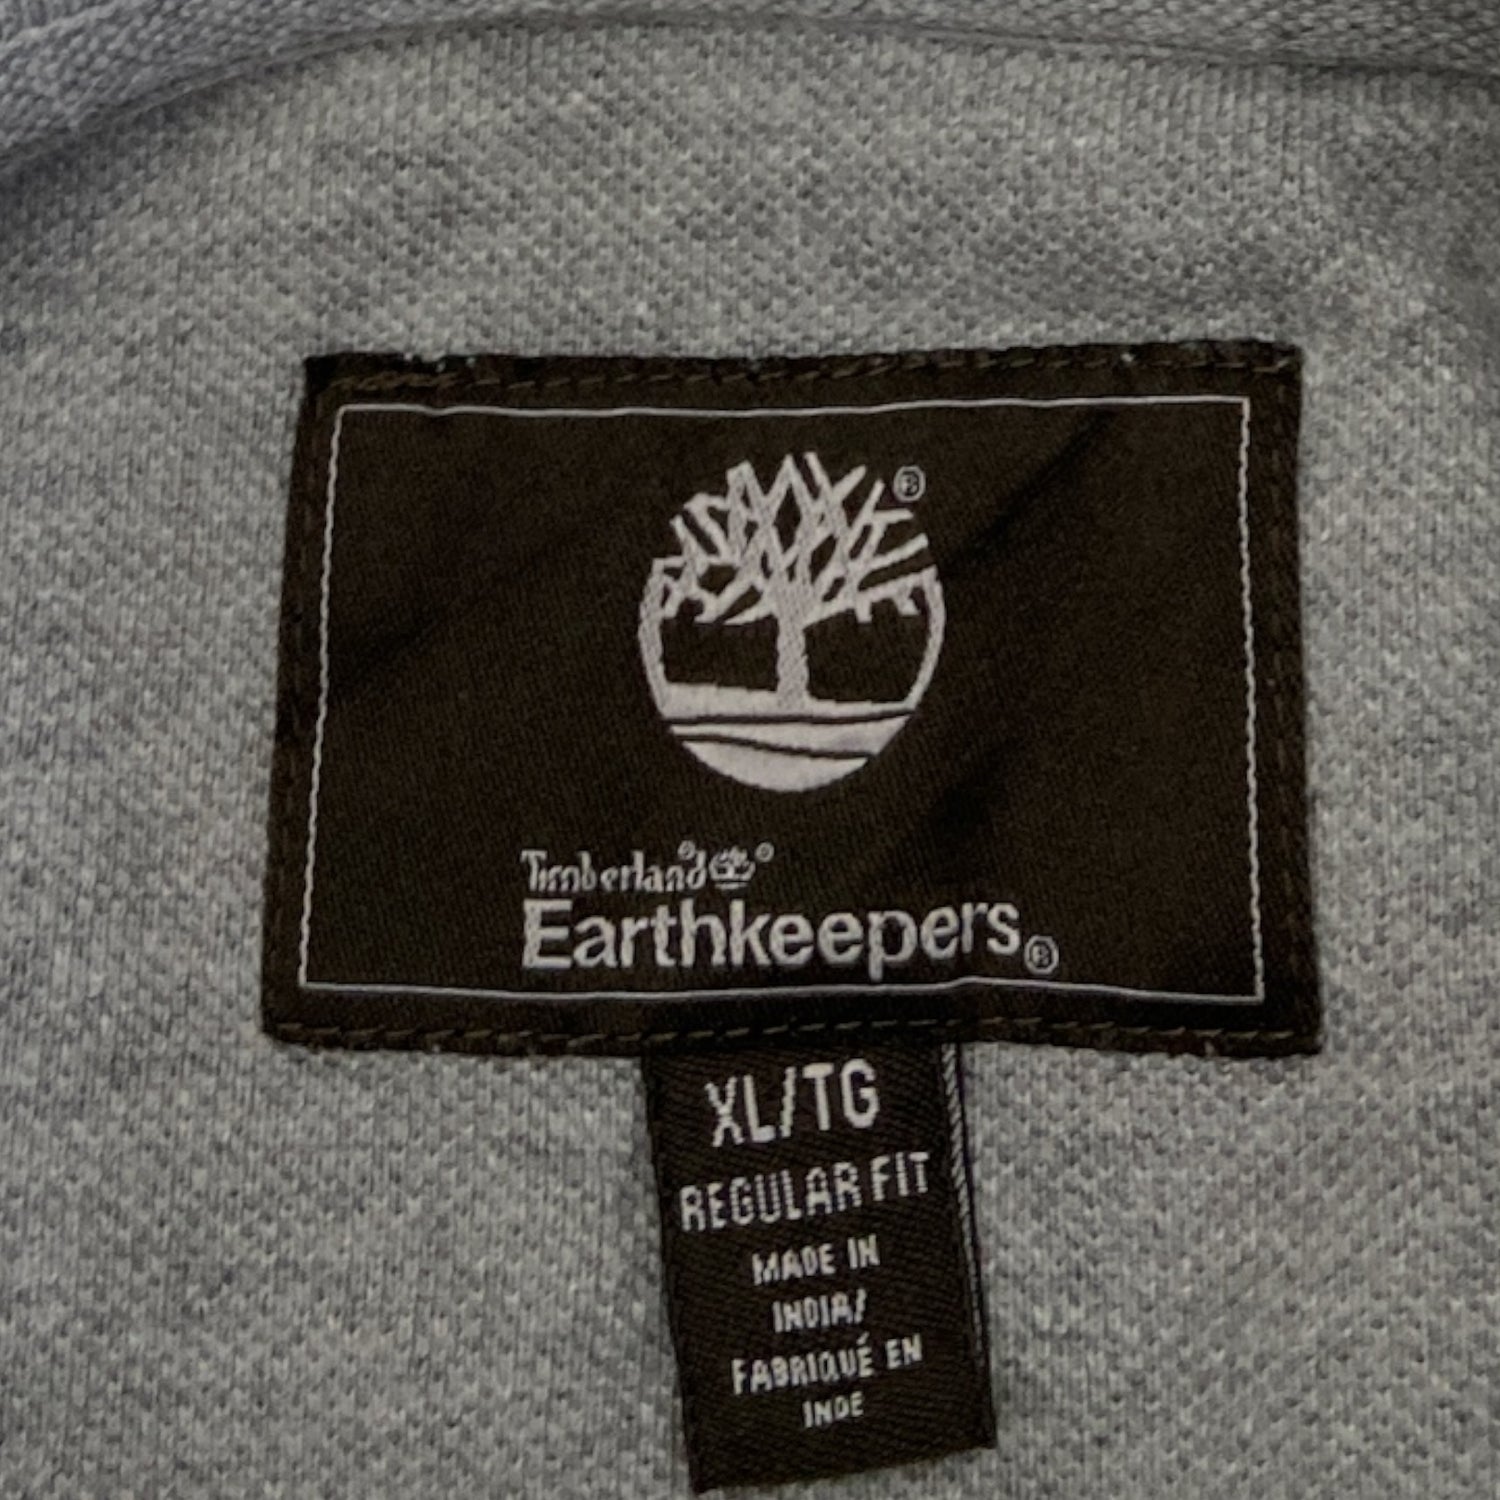 ®
Timberland®
Earthkeepers®
XL/TG
REGULAR FIT
MADE IN
INDIA/
FABRIQUÉ EN
INDE